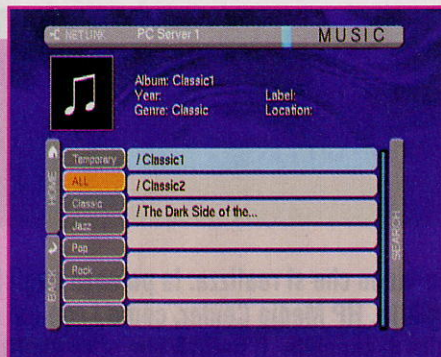 NETLINK PC Server 1 MUSIC
Album: Classic1
Year: Label:
Genre: Classic Location:
HOME
BACK
Temporary
ALL
Classic
Jazz
Pop
Rock
/ Classic1
/ Classic2
/ The Dark Side of the...
SEARCH